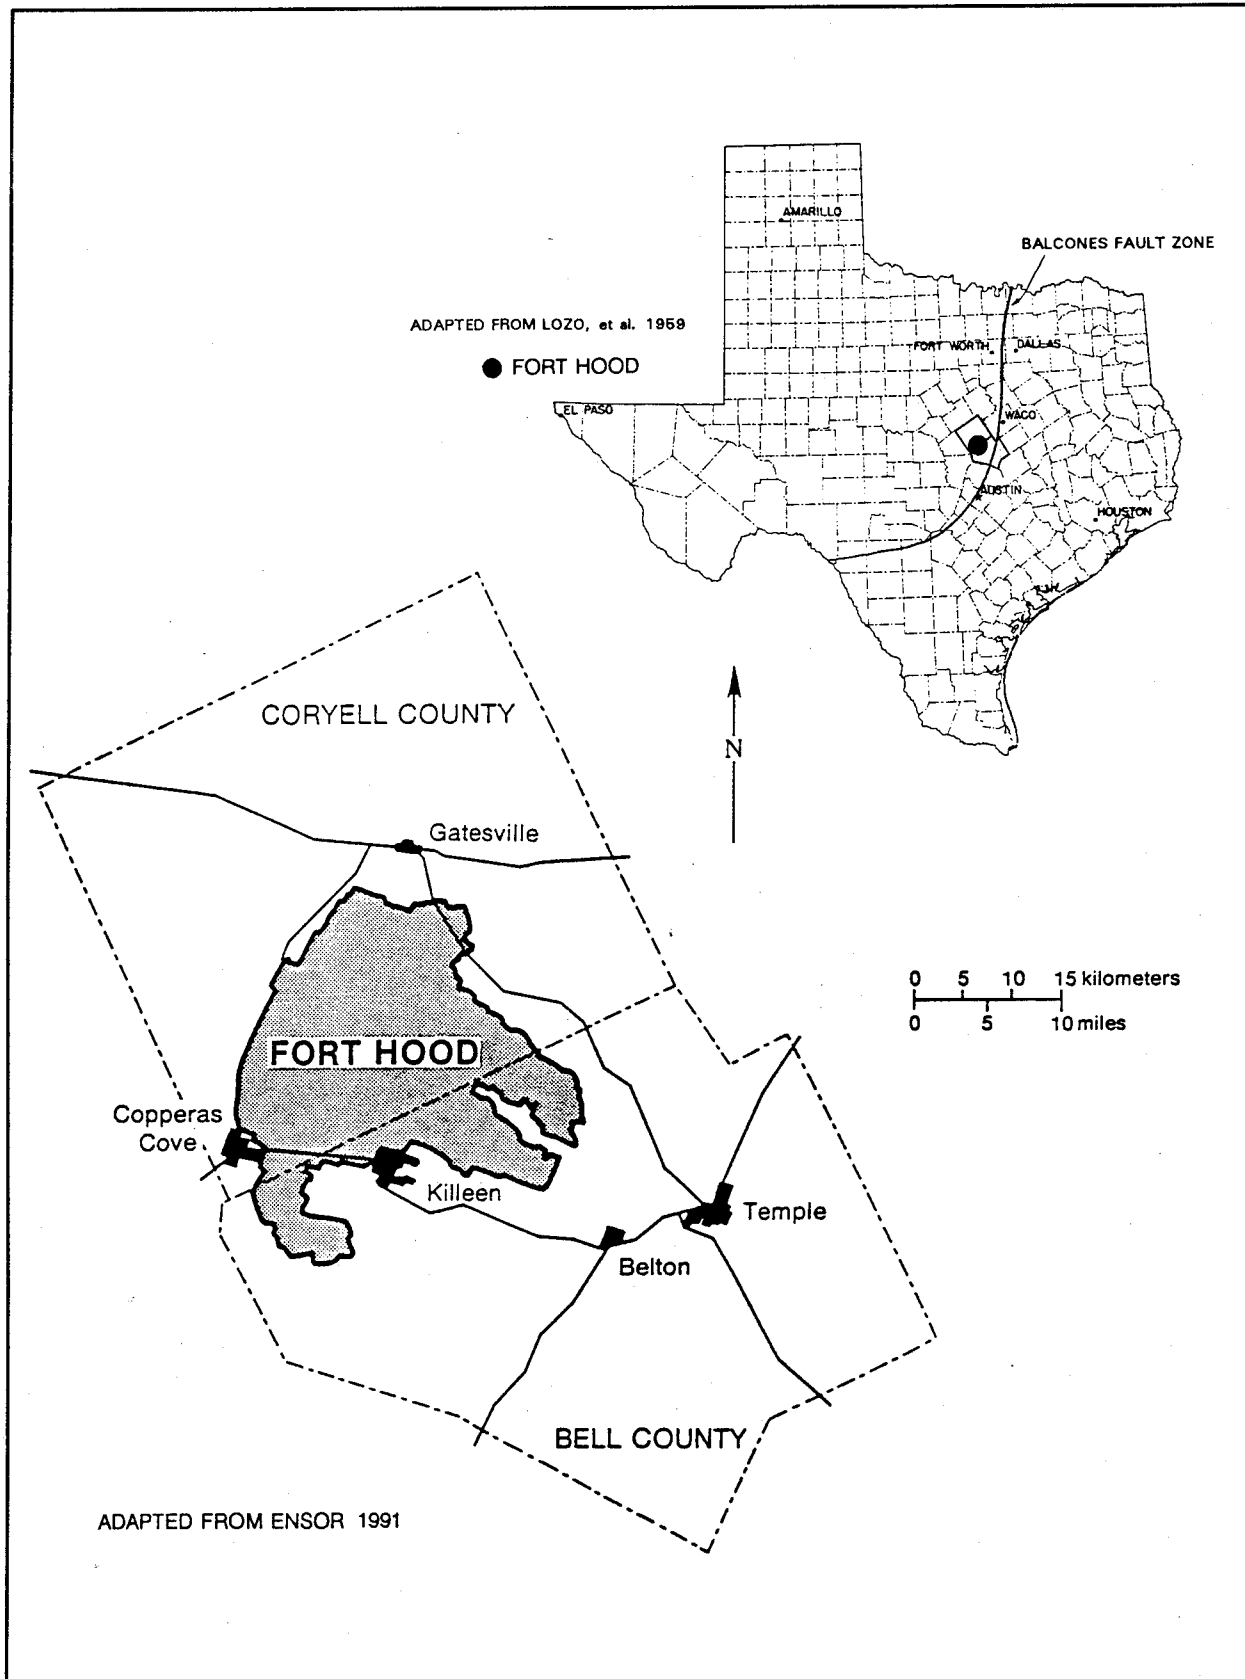 AMARILLO
BALCONES FAULT ZONE
ADAPTED FROM LOZO, et al. 1959
FORT HOOD
FORT WORTH
DALLAS
EL PASO
WACO
AUSTIN
HOUSTON
CORYELL COUNTY
N
Gatesville
0 5 10 15 kilometers
0 5 10 miles
FORT HOOD
Copperas
Cove
Killeen
Temple
Belton
BELL COUNTY
ADAPTED FROM ENSOR 1991